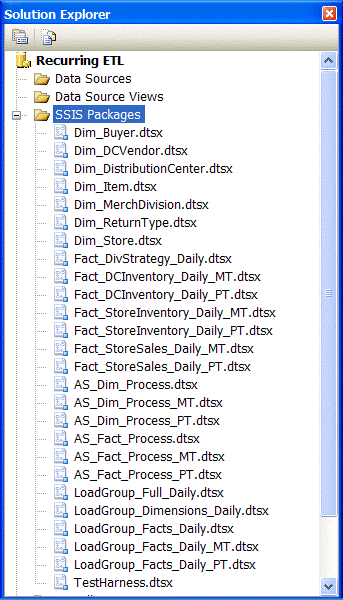 Solution Explorer
Recurring ETL
Data Sources
Data Source Views
SSIS Packages
Dim_Buyer.dtsx
Dim_DCVendor.dtsx
Dim_DistributionCenter.dtsx
Dim_Item.dtsx
Dim_MerchDivision.dtsx
Dim_ReturnType.dtsx
Dim_Store.dtsx
Fact_DivStrategy_Daily.dtsx
Fact_DCInventory_Daily_MT.dtsx
Fact_DCInventory_Daily_PT.dtsx
Fact_StoreInventory_Daily_MT.dtsx
Fact_StoreInventory_Daily_PT.dtsx
Fact_StoreSales_Daily_MT.dtsx
Fact_StoreSales_Daily_PT.dtsx
AS_Dim_Process.dtsx
AS_Dim_Process_MT.dtsx
AS_Dim_Process_PT.dtsx
AS_Fact_Process.dtsx
AS_Fact_Process_MT.dtsx
AS_Fact_Process_PT.dtsx
LoadGroup_Full_Daily.dtsx
LoadGroup_Dimensions_Daily.dtsx
LoadGroup_Facts_Daily.dtsx
LoadGroup_Facts_Daily_MT.dtsx
LoadGroup_Facts_Daily_PT.dtsx
TestHarness.dtsx